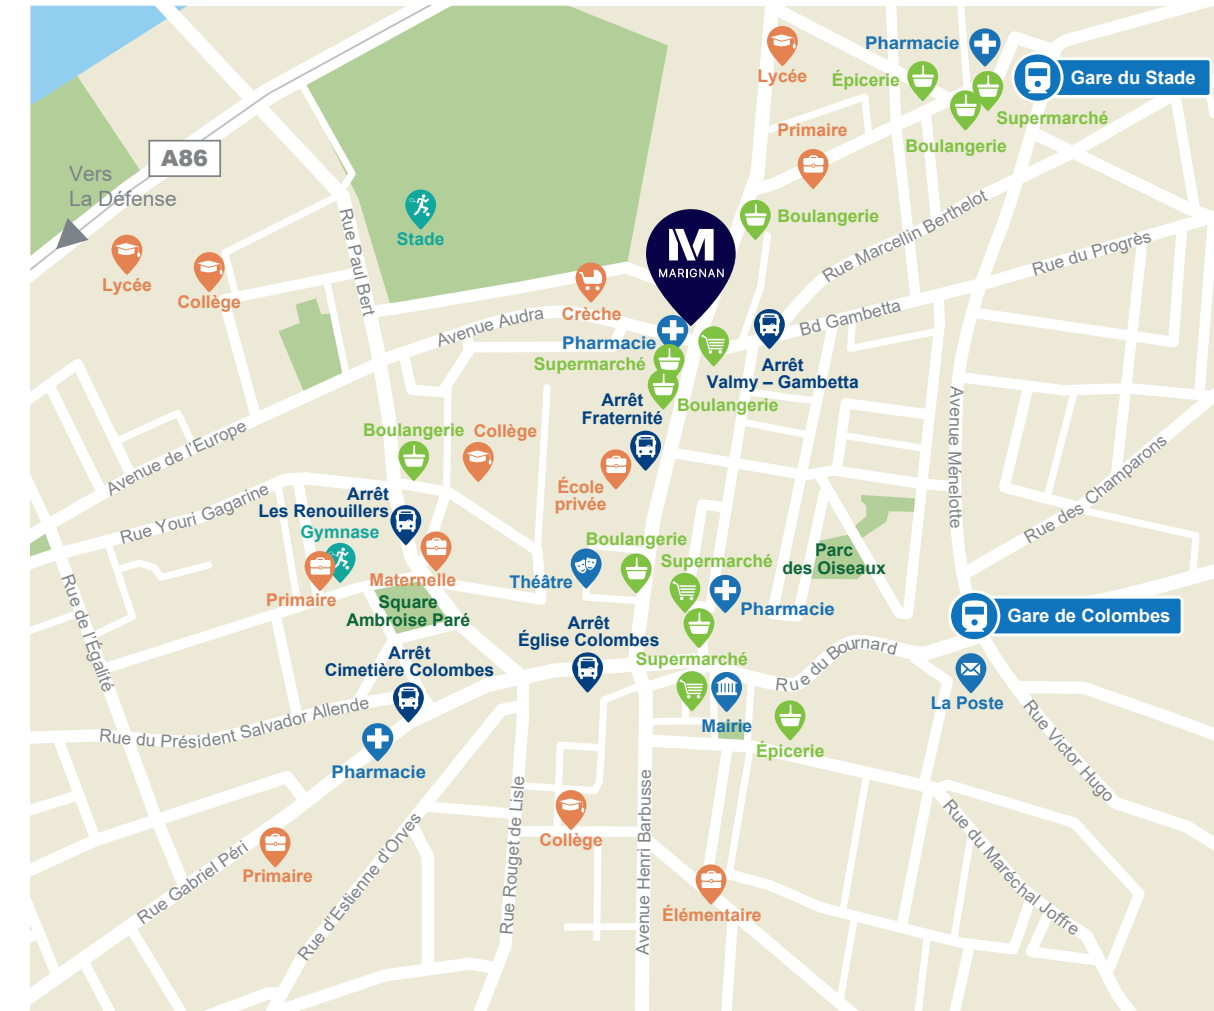 Lycée
Pharmacie
Gare du Stade
Épicerie
Supermarché
Boulangerie
Primaire
A86
Vers
La Défense
Stade
Rue Paul Bert
Boulangerie
Rue Marcellin Berthelot
Rue du Progrès
M
MARIGNAN
Lycée
Collège
Crèche
Avenue Audra
Bd Gambetta
Pharmacie
Supermarché
Boulangerie
Arrêt
Valmy – Gambetta
Arrêt
Fraternité
Avenue Ménelotte
Avenue de l'Europe
Boulangerie
Collège
École
privée
Rue des Champarons
Rue Youri Gagarine
Arrêt
Les Renouillers
Gymnase
Primaire
Maternelle
Théâtre
Boulangerie
Supermarché
Pharmacie
Parc
des Oiseaux
Square
Ambroise Paré
Gare de Colombes
Rue de l'Égalité
Arrêt
Église Colombes
Arrêt
Cimetière Colombes
Supermarché
Rue du Bournard
La Poste
Mairie
Épicerie
Rue du Président Salvador Allende
Pharmacie
Rue Victor Hugo
Collège
Rue Rouget de Lisle
Avenue Henri Barbusse
Primaire
Rue Gabriel Péri
Rue d'Estienne d'Orves
Élémentaire
Rue du Maréchal Joffre